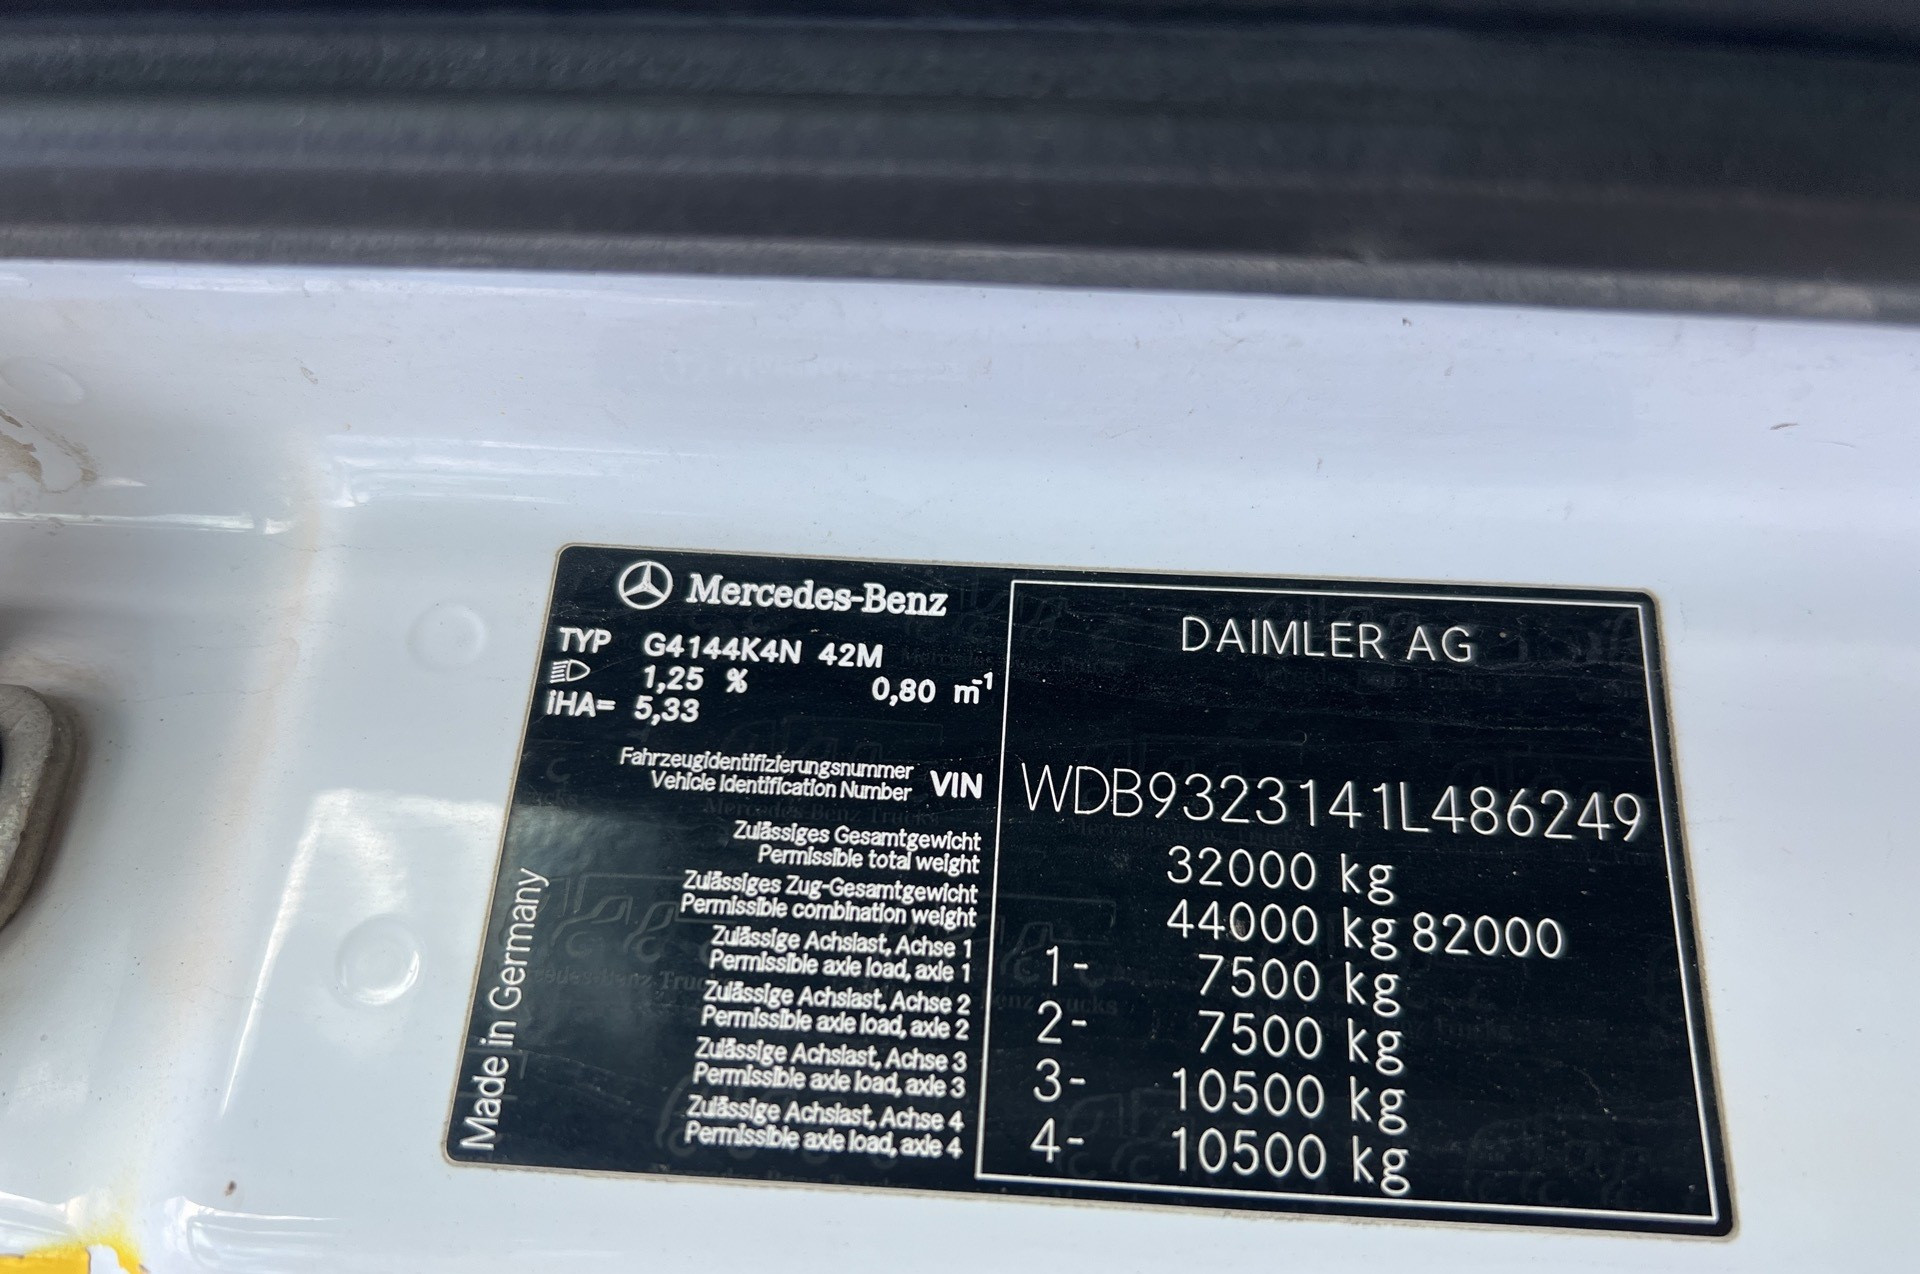 Mercedes-Benz
TYP G4144K4N 42M
1,25 % 0,80 m-1
iHA= 5,33
DAIMLER AG
Fahrzeugidentifizierungsnummer
Vehicle Identification Number VIN WDB9323141L486249
Zulässiges Gesamtgewicht
Permissible total weight 32000 kg
Zulässiges Zug-Gesamtgewicht
Permissible combination weight 44000 kg 82000
Zulässige Achslast, Achse 1
Permissible axle load, axle 1 1- 7500 kg
Zulässige Achslast, Achse 2
Permissible axle load, axle 2 2- 7500 kg
Zulässige Achslast, Achse 3
Permissible axle load, axle 3 3- 10500 kg
Zulässige Achslast, Achse 4
Permissible axle load, axle 4 4- 10500 kg
Made in Germany